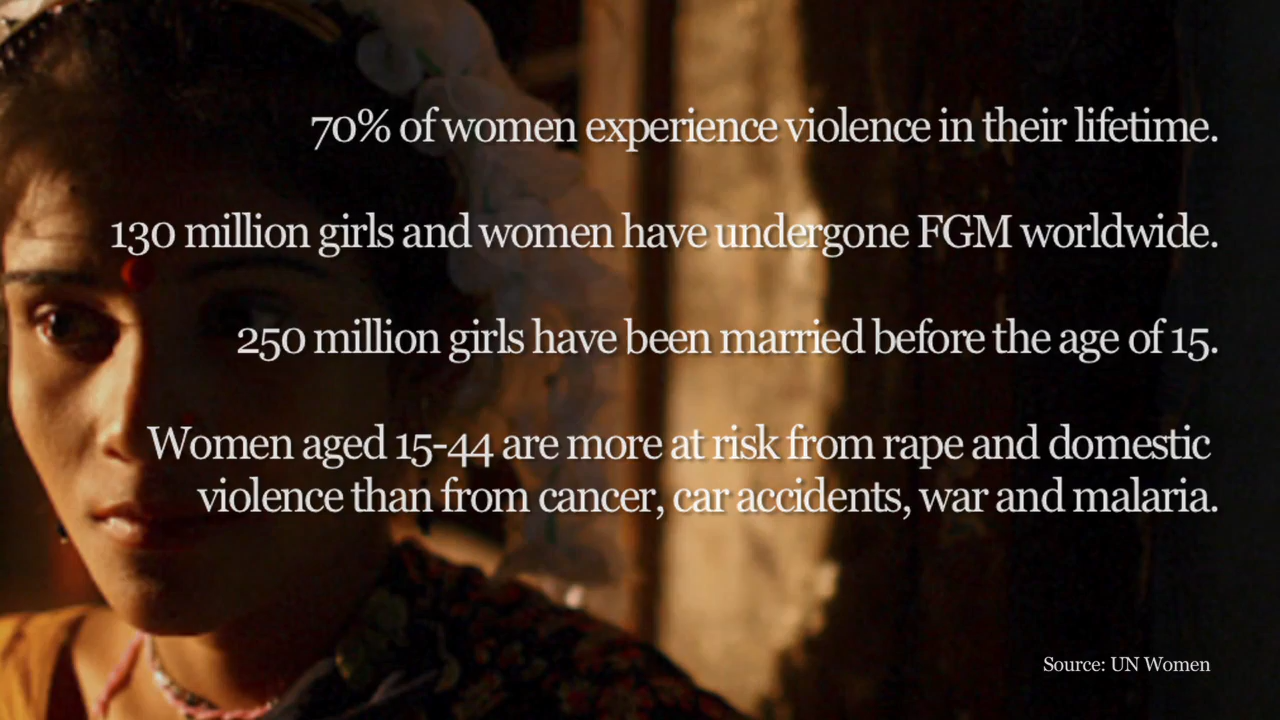 70% of women experience violence in their lifetime.
130 million girls and women have undergone FGM worldwide.
250 million girls have been married before the age of 15.
Women aged 15-44 are more at risk from rape and domestic
violence than from cancer, car accidents, war and malaria.
Source: UN Women